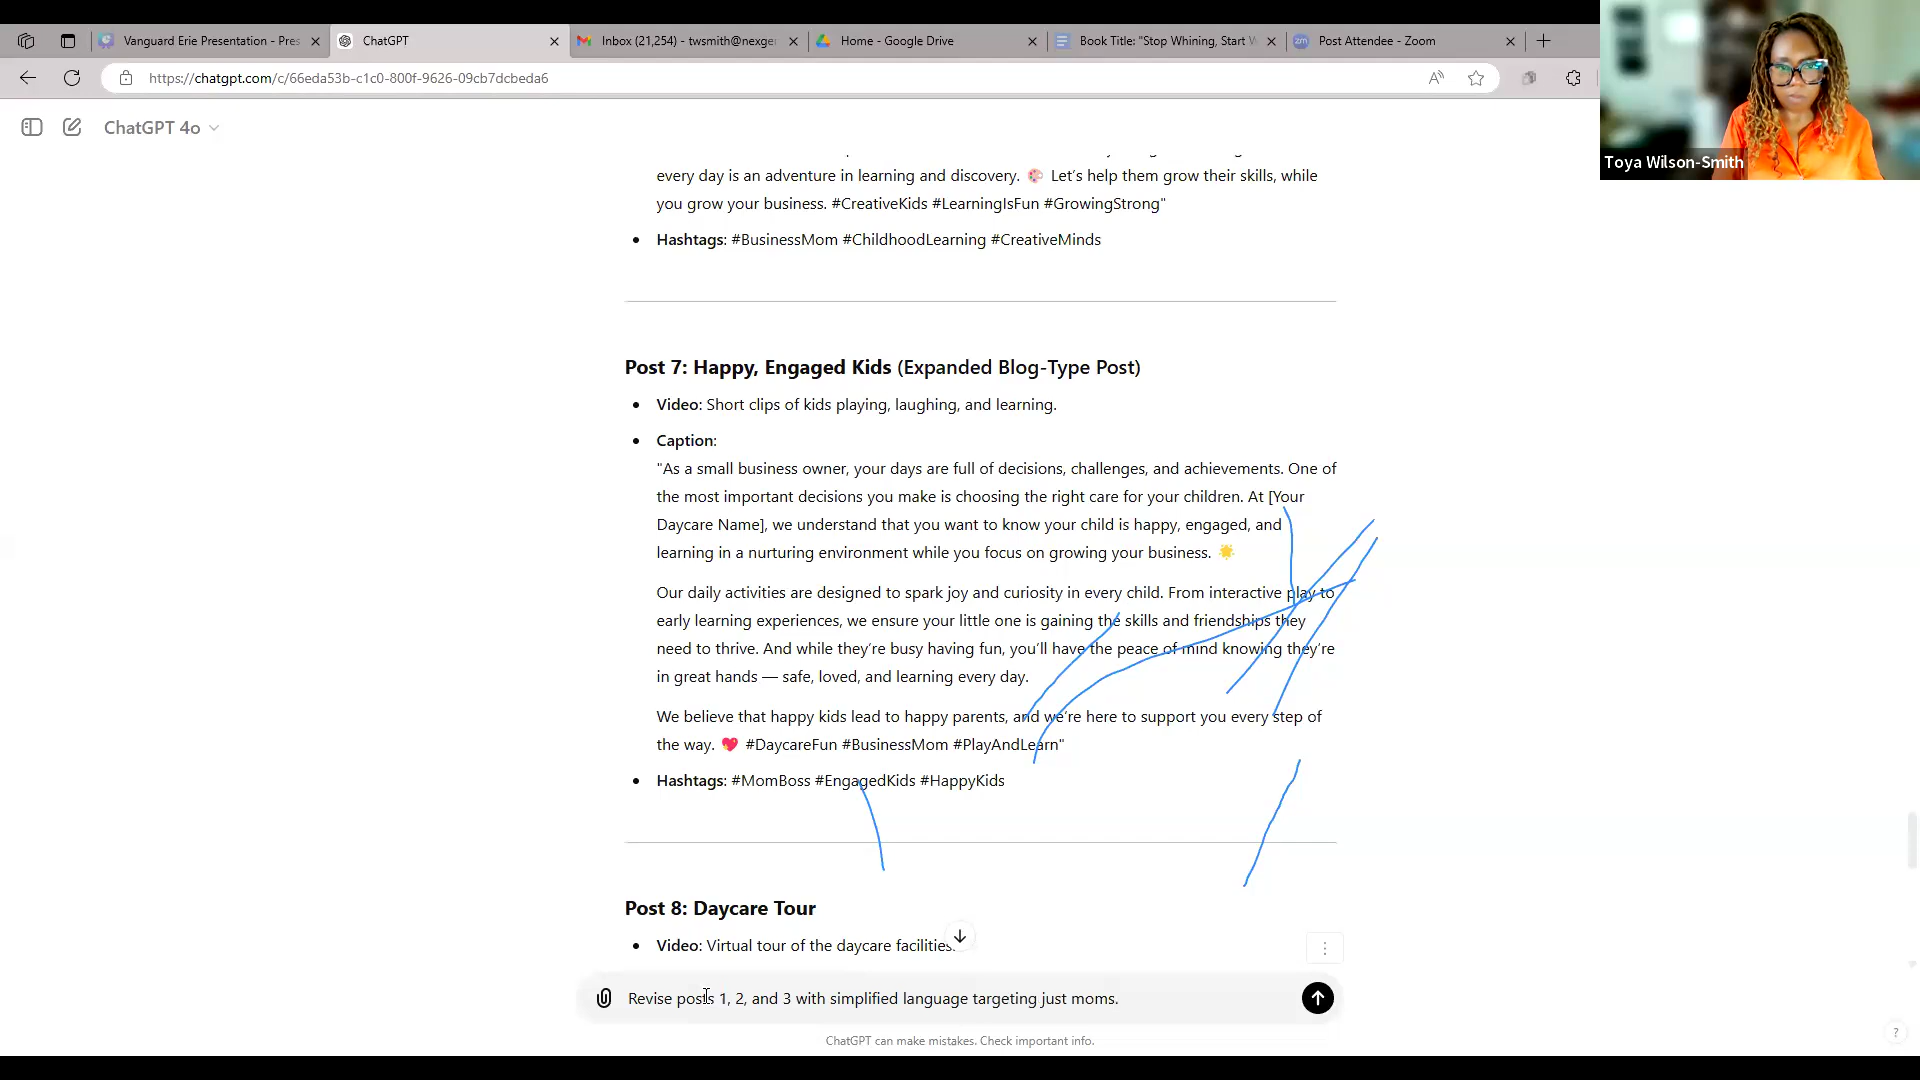 Vanguard Erie Presentation - Pres
ChatGPT
Inbox (21,254) - twsmith@nexge
Home - Google Drive
Book Title: "Stop Whining, Start W
zm
Post Attendee - Zoom
https://chatgpt.com/c/66eda53b-c1c0-800f-9626-09cb7dcbeda6
Toya Wilson-Smith
ChatGPT 4o
every day is an adventure in learning and discovery. 🎨 Let's help them grow their skills, while
you grow your business. #CreativeKids #LearningIsFun #GrowingStrong"
• Hashtags: #BusinessMom #ChildhoodLearning #CreativeMinds
Post 7: Happy, Engaged Kids (Expanded Blog-Type Post)
• Video: Short clips of kids playing, laughing, and learning.
• Caption:
"As a small business owner, your days are full of decisions, challenges, and achievements. One of
the most important decisions you make is choosing the right care for your children. At [Your
Daycare Name], we understand that you want to know your child is happy, engaged, and
learning in a nurturing environment while you focus on growing your business. 🌟
Our daily activities are designed to spark joy and curiosity in every child. From interactive play to
early learning experiences, we ensure your little one is gaining the skills and friendships they
need to thrive. And while they're busy having fun, you'll have the peace of mind knowing they're
in great hands — safe, loved, and learning every day.
We believe that happy kids lead to happy parents, and we're here to support you every step of
the way. 💖 #DaycareFun #BusinessMom #PlayAndLearn"
• Hashtags: #MomBoss #EngagedKids #HappyKids
Post 8: Daycare Tour
• Video: Virtual tour of the daycare facilities.
Revise posts 1, 2, and 3 with simplified language targeting just moms.
ChatGPT can make mistakes. Check important info.
?